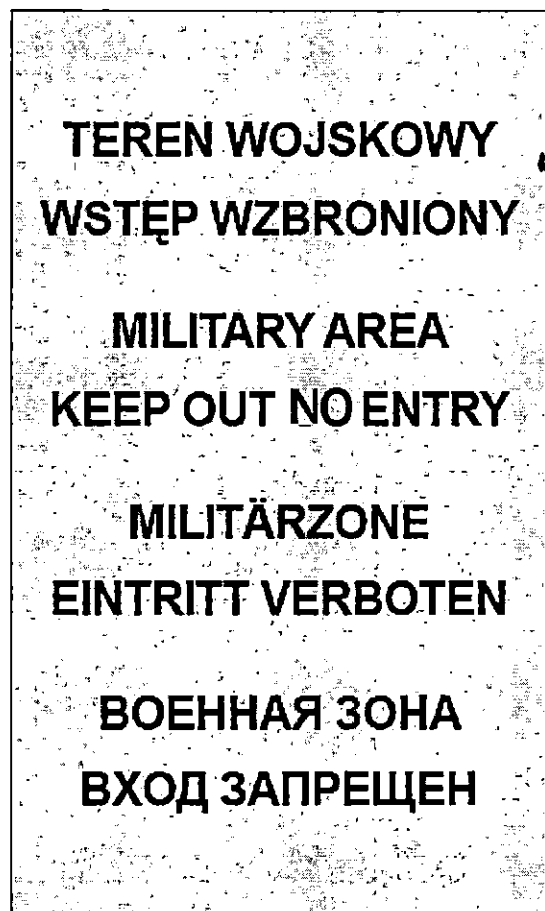 TEREN WOJSKOWY
WSTĘP WZBRONIONY
MILITARY AREA
KEEP OUT NO ENTRY
MILITÄRZONE
EINTRITT VERBOTEN
ВОЕННАЯ ЗОНА
ВХОД ЗАПРЕЩЕН